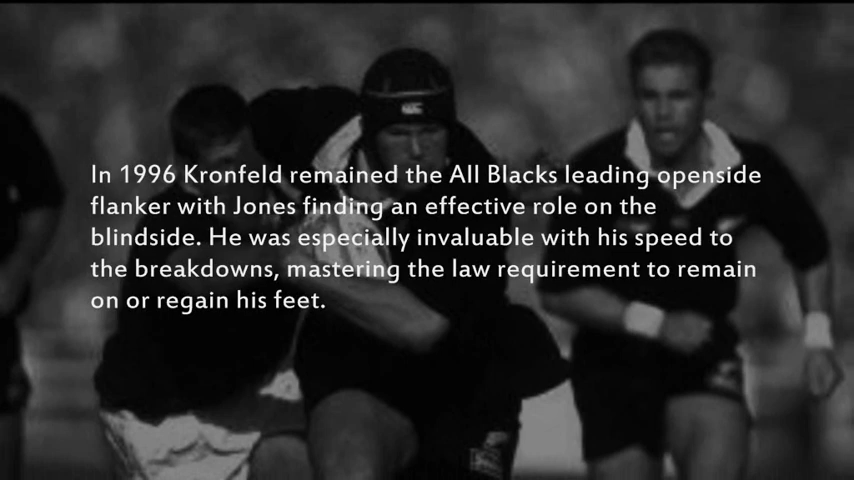 In 1996 Kronfeld remained the All Blacks leading openside
flanker with Jones finding an effective role on the
blindside. He was especially invaluable with his speed to
the breakdowns, mastering the law requirement to remain
on or regain his feet.